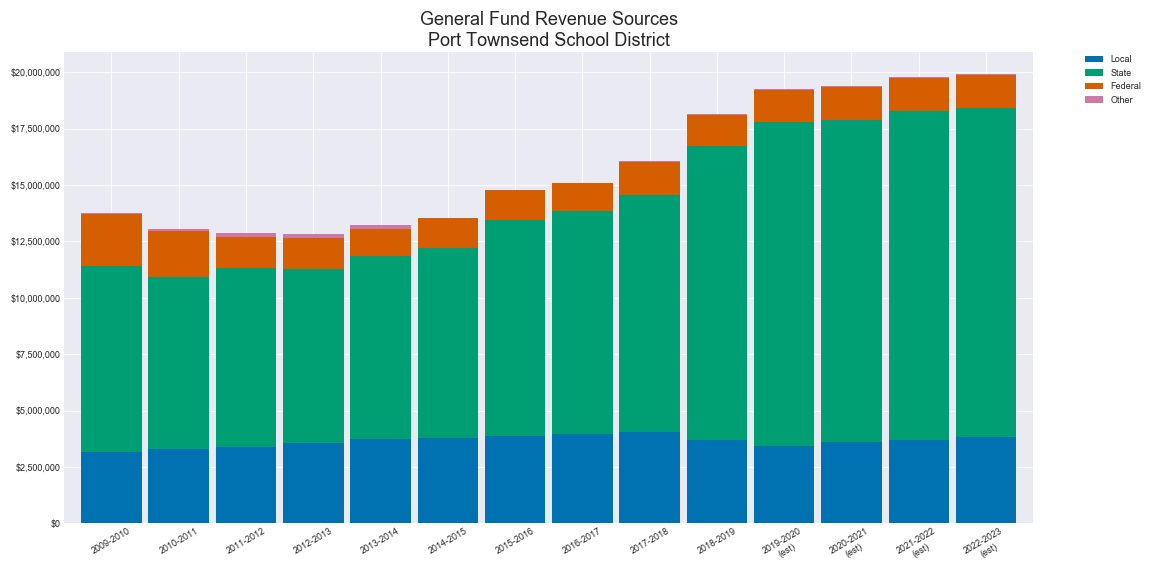 General Fund Revenue Sources
Port Townsend School District
Local
State
Federal
Other
$20,000,000
$17,500,000
$15,000,000
$12,500,000
$10,000,000
$7,500,000
$5,000,000
$2,500,000
$0
2009-2010
2010-2011
2011-2012
2012-2013
2013-2014
2014-2015
2015-2016
2016-2017
2017-2018
2018-2019
2019-2020
(est)
2020-2021
(est)
2021-2022
(est)
2022-2023
(est)